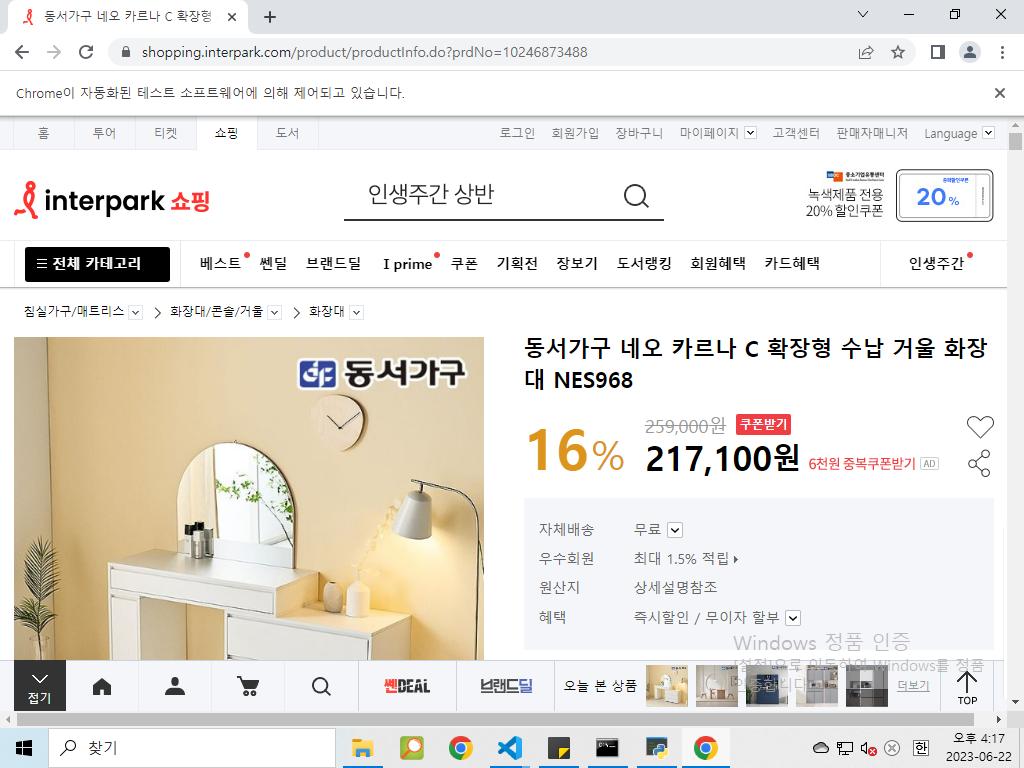 동서가구 네오 카르나 C 확장형
shopping.interpark.com/product/productInfo.do?prdNo=10246873488
Chrome이 자동화된 테스트 소프트웨어에 의해 제어되고 있습니다.
홈 투어 티켓 쇼핑 도서 로그인 회원가입 장바구니 마이페이지 고객센터 판매자매니저 Language
interpark 쇼핑
인생주간 상반
중소기업유통센터
녹색제품 전용
20% 할인쿠폰
중복할인쿠폰
20%
전체 카테고리 베스트 쎈딜 브랜드딜 I prime 쿠폰 기획전 장보기 도서랭킹 회원혜택 카드혜택 인생주간
침실가구/매트리스 화장대/콘솔/거울 화장대
동서가구
동서가구 네오 카르나 C 확장형 수납 거울 화장
대 NES968
16%
259,000원 쿠폰받기
217,100원 6천원 중복쿠폰받기 AD
자체배송 무료
우수회원 최대 1.5% 적립
원산지 상세설명참조
혜택 즉시할인 / 무이자 할부
Windows 정품 인증
[설정]으로 이동하여 Windows를 정품
인증합니다.
접기
쎈DEAL
브랜드딜
오늘 본 상품
더보기
TOP
찾기
한
오후 4:17
2023-06-22